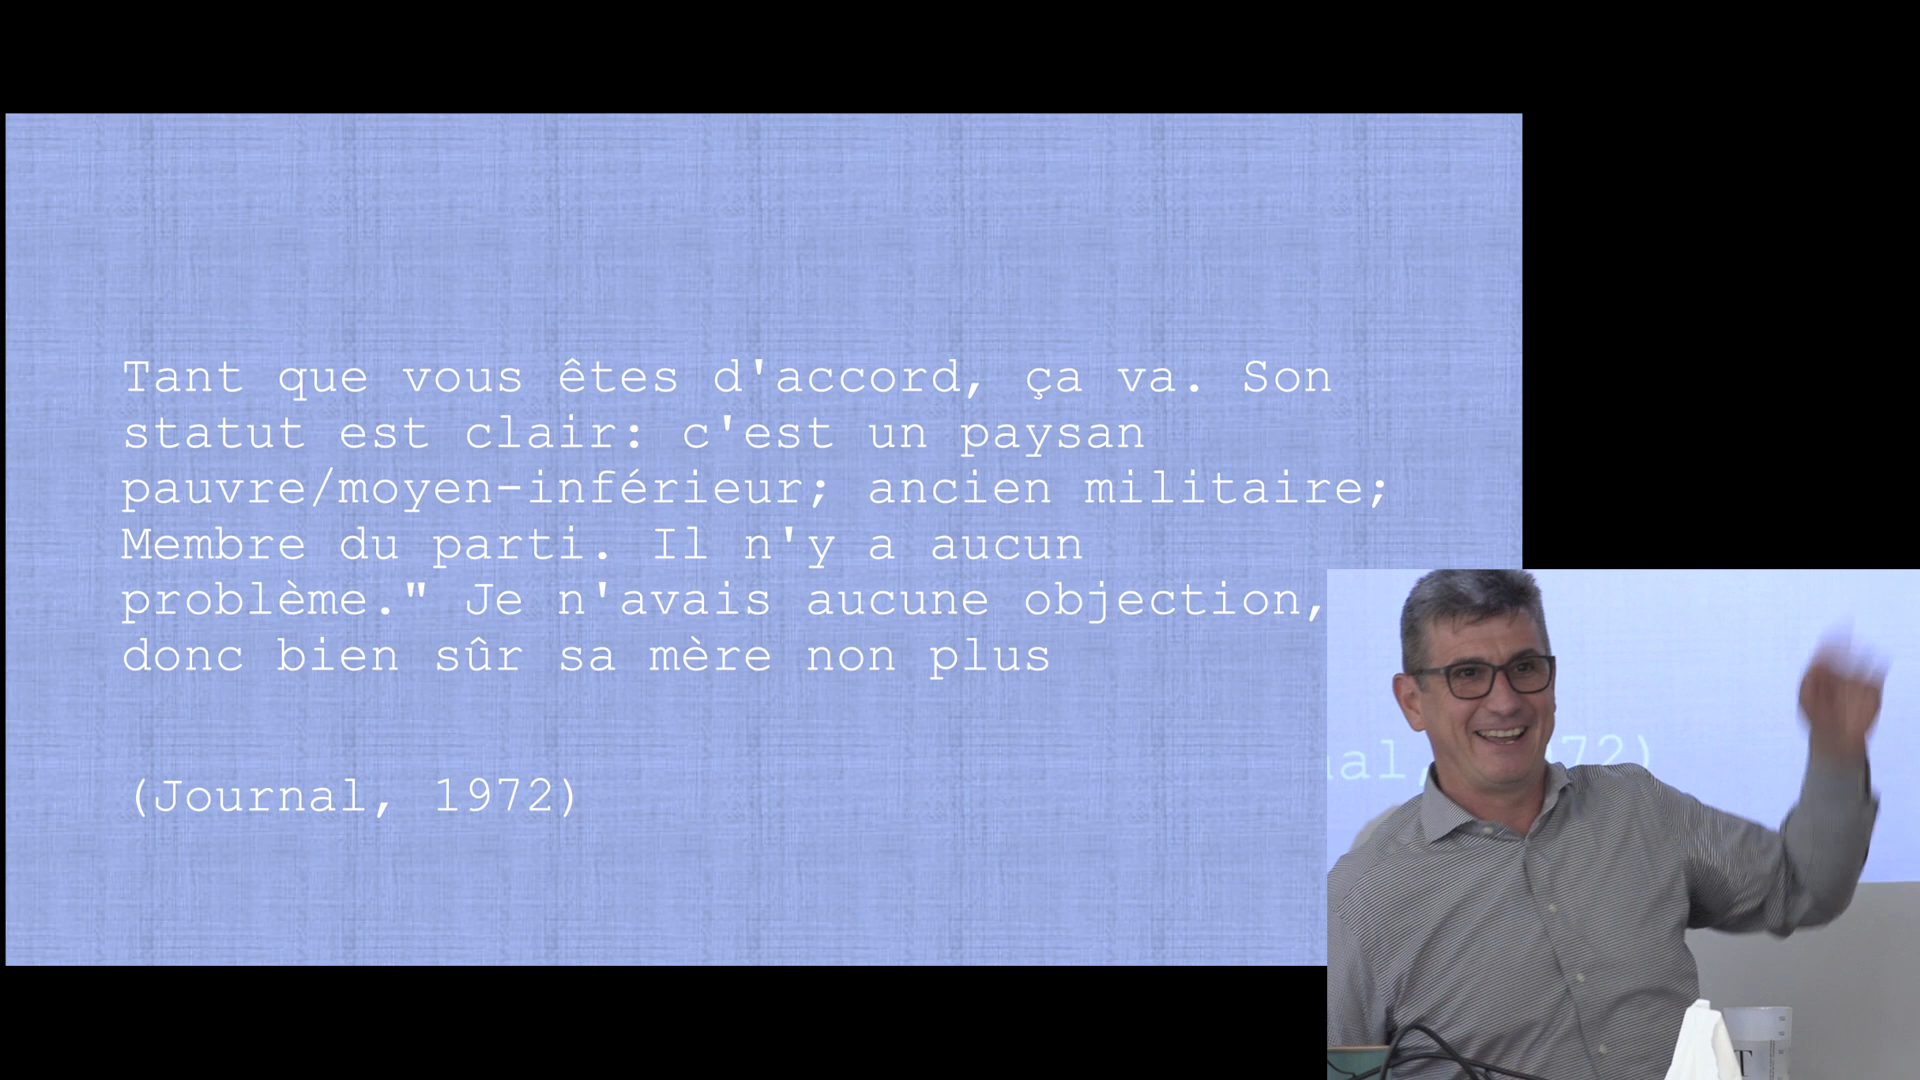 Tant que vous êtes d'accord, ça va. Son
statut est clair: c'est un paysan
pauvre/moyen-inférieur; ancien militaire;
Membre du parti. Il n'y a aucun
problème." Je n'avais aucune objection,
donc bien sûr sa mère non plus
(Journal, 1972)
al, 72)
T